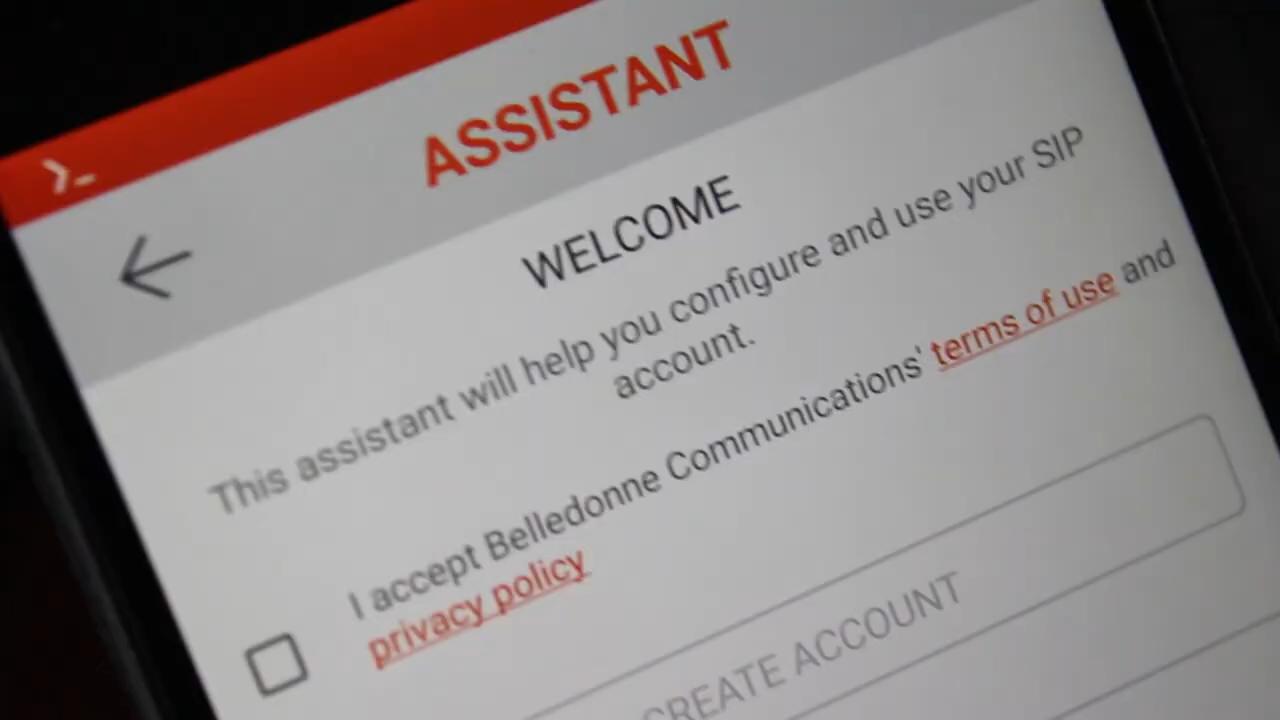 ASSISTANT
WELCOME
This assistant will help you configure and use your SIP
account.
I accept Belledonne Communications' terms of use and
privacy policy
CREATE ACCOUNT